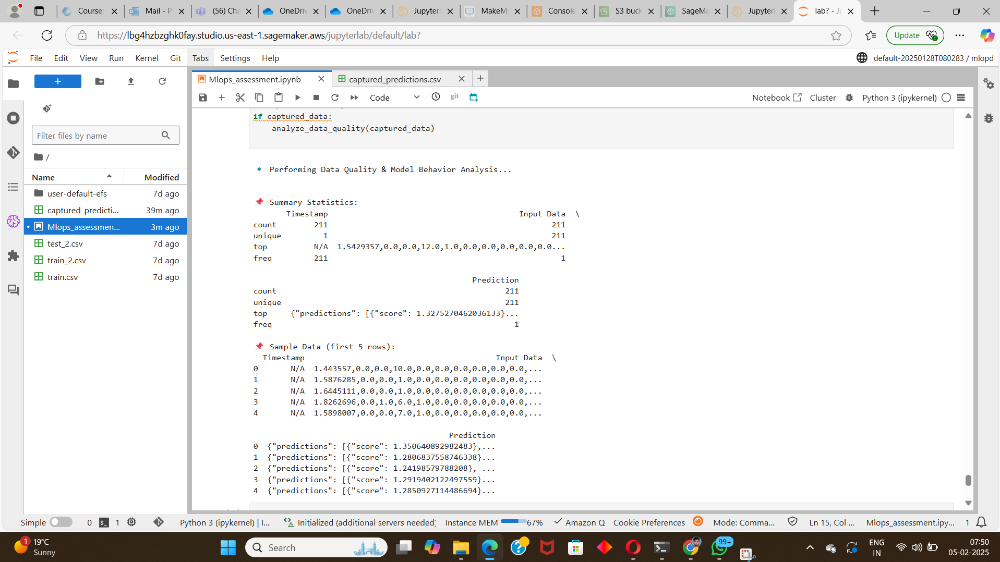 Course:
Mail - P
(56) Cha
OneDriv
OneDriv
Jupyterl
MakeMy
Console
S3 buck
SageMa
Jupyterl
lab? - Ju
https://lbg4hzbzghk0fay.studio.us-east-1.sagemaker.aws/jupyterlab/default/lab?
Update
File Edit View Run Kernel Git Tabs Settings Help
default-20250128T080283 / mlopd
+
Filter files by name
/
Name Modified
user-default-efs 7d ago
captured_predicti... 39m ago
Mlops_assessmen... 3m ago
test_2.csv 7d ago
train_2.csv 7d ago
train.csv 7d ago
Mlops_assessment.ipynb
captured_predictions.csv
Code
git
Notebook
Cluster
Python 3 (ipykernel)
if captured_data:
analyze_data_quality(captured_data)
🔹 Performing Data Quality & Model Behavior Analysis...
📌 Summary Statistics:
Timestamp Input Data \
count 211 211
unique 1 211
top N/A 1.5429357,0.0,0.0,12.0,1.0,0.0,0.0,0.0,0.0,0.0...
freq 211 1
Prediction
count 211
unique 211
top {"predictions": [{"score": 1.3275270462036133}...
freq 1
📌 Sample Data (first 5 rows):
Timestamp Input Data \
0 N/A 1.443557,0.0,0.0,10.0,0.0,0.0,0.0,0.0,0.0,...
1 N/A 1.5876285,0.0,0.0,1.0,0.0,0.0,0.0,0.0,0.0,...
2 N/A 1.6445111,0.0,0.0,1.0,0.0,0.0,0.0,0.0,0.0,...
3 N/A 1.8262696,0.0,1.0,6.0,1.0,0.0,0.0,0.0,0.0,...
4 N/A 1.5898007,0.0,0.0,7.0,1.0,0.0,0.0,0.0,0.0,...
Prediction
0 {"predictions": [{"score": 1.350640892982483},...
1 {"predictions": [{"score": 1.2806837558746338}...
2 {"predictions": [{"score": 1.24198579788208}, ...
3 {"predictions": [{"score": 1.2919402122497559}...
4 {"predictions": [{"score": 1.2850927114486694}...
Simple
0
1
Python 3 (ipykernel) | I...
Initialized (additional servers needed)
Instance MEM
67%
Amazon Q
Cookie Preferences
Mode: Comma...
Ln 15, Col ...
Mlops_assessment.ipy...
1
1
19°C
Sunny
Search
99+
ENG
IN
07:50
05-02-2025